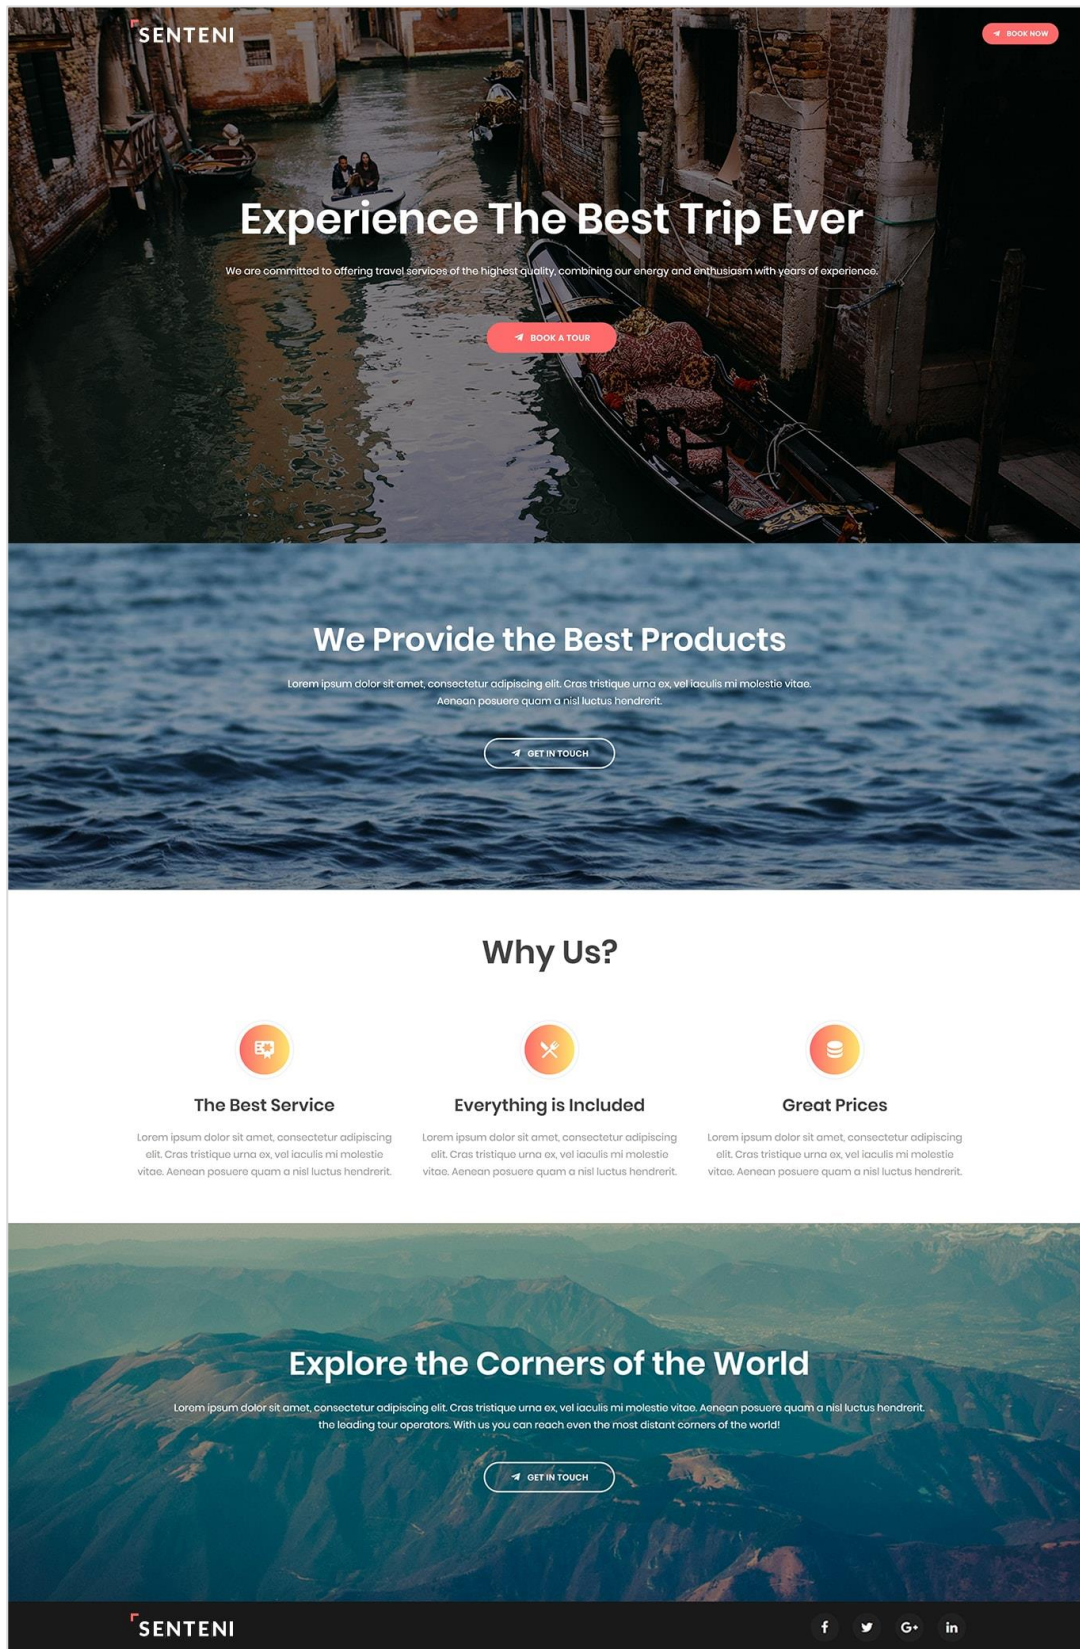 SENTENI
BOOK NOW
Experience The Best Trip Ever
We are committed to offering travel services of the highest quality, combining our energy and enthusiasm with years of experience.
BOOK A TOUR
We Provide the Best Products
Lorem ipsum dolor sit amet, consectetur adipiscing elit. Cras tristique urna ex, vel iaculis mi molestie vitae.
Aenean posuere quam a nisl luctus hendrerit.
GET IN TOUCH
Why Us?
The Best Service
Lorem ipsum dolor sit amet, consectetur adipiscing
elit. Cras tristique urna ex, vel iaculis mi molestie
vitae. Aenean posuere quam a nisl luctus hendrerit.
Everything is Included
Lorem ipsum dolor sit amet, consectetur adipiscing
elit. Cras tristique urna ex, vel iaculis mi molestie
vitae. Aenean posuere quam a nisl luctus hendrerit.
Great Prices
Lorem ipsum dolor sit amet, consectetur adipiscing
elit. Cras tristique urna ex, vel iaculis mi molestie
vitae. Aenean posuere quam a nisl luctus hendrerit.
Explore the Corners of the World
Lorem ipsum dolor sit amet, consectetur adipiscing elit. Cras tristique urna ex, vel iaculis mi molestie vitae. Aenean posuere quam a nisl luctus hendrerit.
the leading tour operators. With us you can reach even the most distant corners of the world!
GET IN TOUCH
SENTENI
f G+ in